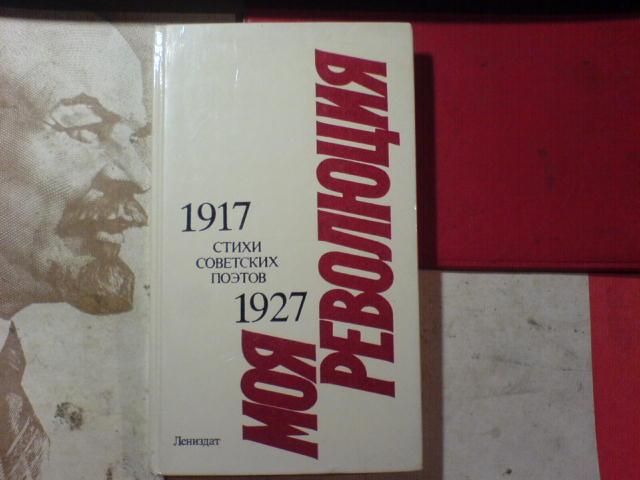 1917
СТИХИ
СОВЕТСКИХ
ПОЭТОВ
1927
МОЯ
РЕВОЛЮЦИЯ
Лениздат